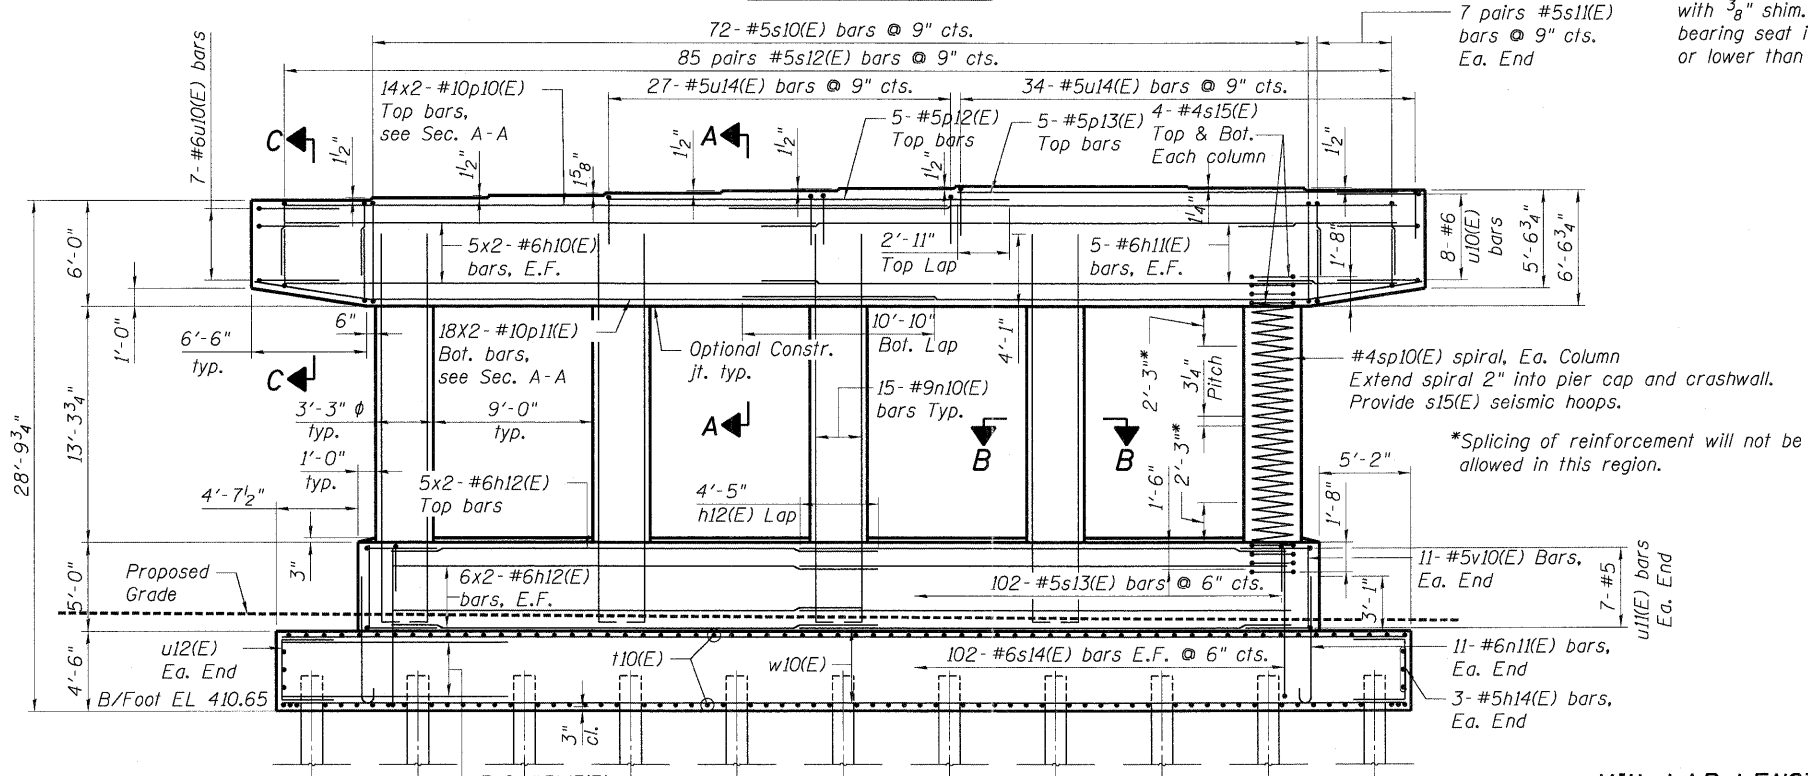 72- #5s10(E) bars @ 9" cts.
85 pairs #5s12(E) bars @ 9" cts.
27- #5u14(E) bars @ 9" cts.
34- #5u14(E) bars @ 9" cts.
7 pairs #5s11(E)
bars @ 9" cts.
Ea. End
with 3/8" shim.
bearing seat i
or lower than
7- #6u10(E) bars
14x2- #10p10(E)
Top bars,
see Sec. A-A
5- #5p12(E)
Top bars
5- #5p13(E)
Top bars
4- #4s15(E)
Top & Bot.
Each column
C
A
1 1/2"
1 1/2"
1 5/8"
1 1/2"
1 1/2"
1 1/2"
1 1/4"
1 1/2"
6'-0"
5x2- #6h10(E)
bars, E.F.
2'-11"
Top Lap
5- #6h11(E)
bars, E.F.
1'-8"
8- #6
u10(E)
bars
5'-6 3/4"
6'-6 3/4"
1'-0"
6'-6"
typ.
6"
18X2- #10p11(E)
Bot. bars,
see Sec. A-A
Optional Constr.
jt. typ.
10'-10"
Bot. Lap
4'-1"
2'-3"*
3 1/4"
Pitch
#4sp10(E) spiral, Ea. Column
Extend spiral 2" into pier cap and crashwall.
Provide s15(E) seismic hoops.
C
28'-9 3/4"
13'-3 3/4"
3'-3" ϕ
typ.
9'-0"
typ.
15- #9n10(E)
bars Typ.
A
B
B
*Splicing of reinforcement will not be
allowed in this region.
1'-0"
typ.
4'-7 1/2"
5x2- #6h12(E)
Top bars
4'-5"
h12(E) Lap
1'-6"
2'-3"*
5'-2"
1'-8"
3"
Proposed
Grade
5'-0"
6x2- #6h12(E)
bars, E.F.
102- #5s13(E) bars @ 6" cts.
3'-1"
11- #5v10(E) Bars,
Ea. End
7- #5
u11(E) bars
Ea. End
u12(E)
Ea. End
4'-6"
t10(E)
w10(E)
102- #6s14(E) bars E.F. @ 6" cts.
11- #6n11(E) bars,
Ea. End
B/Foot EL 410.65
3- #5h14(E) bars,
Ea. End
3"
cl.